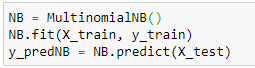 NB = MultinomialNB()
NB.fit(X_train, y_train)
y_predNB = NB.predict(X_test)